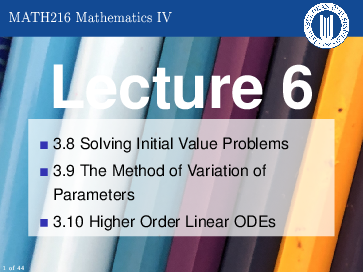 MATH216 Mathematics IV
Lecture 6
3.8 Solving Initial Value Problems
3.9 The Method of Variation of
Parameters
3.10 Higher Order Linear ODEs
1 of 44